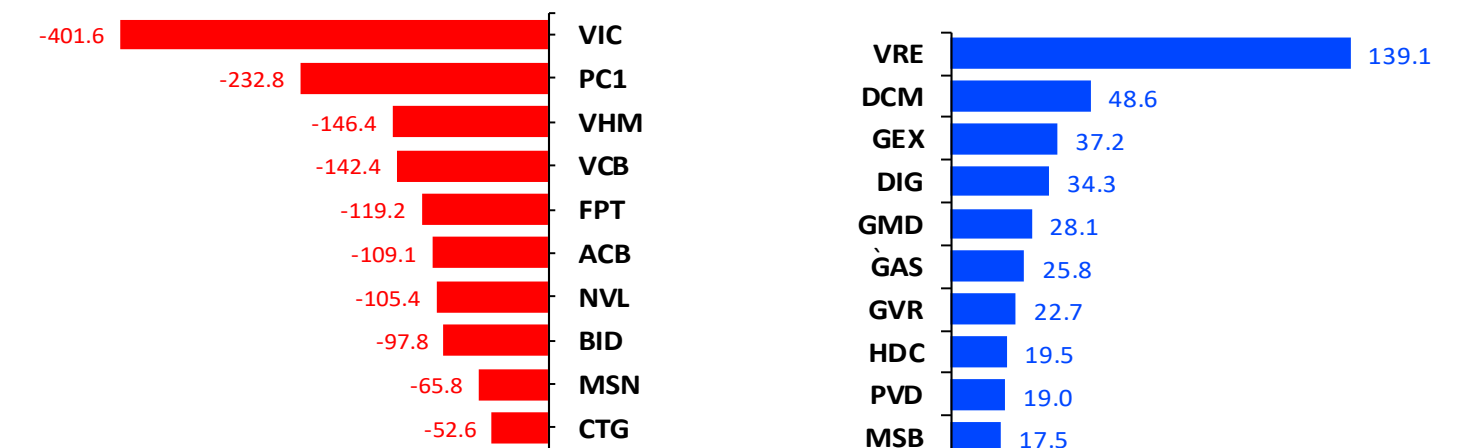 -401.6 VIC
-232.8 PC1
-146.4 VHM
-142.4 VCB
-119.2 FPT
-109.1 ACB
-105.4 NVL
-97.8 BID
-65.8 MSN
-52.6 CTG
VRE 139.1
DCM 48.6
GEX 37.2
DIG 34.3
GMD 28.1
`GAS 25.8
GVR 22.7
HDC 19.5
PVD 19.0
MSB 17.5